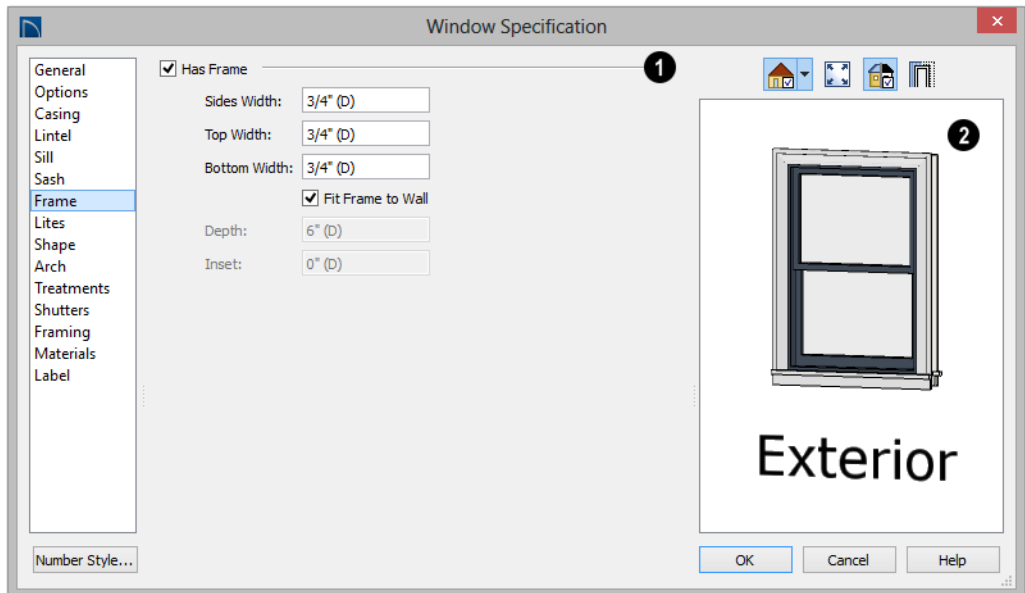 Window Specification
General
Options
Casing
Lintel
Sill
Sash
Frame
Lites
Shape
Arch
Treatments
Shutters
Framing
Materials
Label
Number Style...
Has Frame
1
Sides Width: 3/4" (D)
Top Width: 3/4" (D)
Bottom Width: 3/4" (D)
Fit Frame to Wall
Depth: 6" (D)
Inset: 0" (D)
2
Exterior
OK Cancel Help